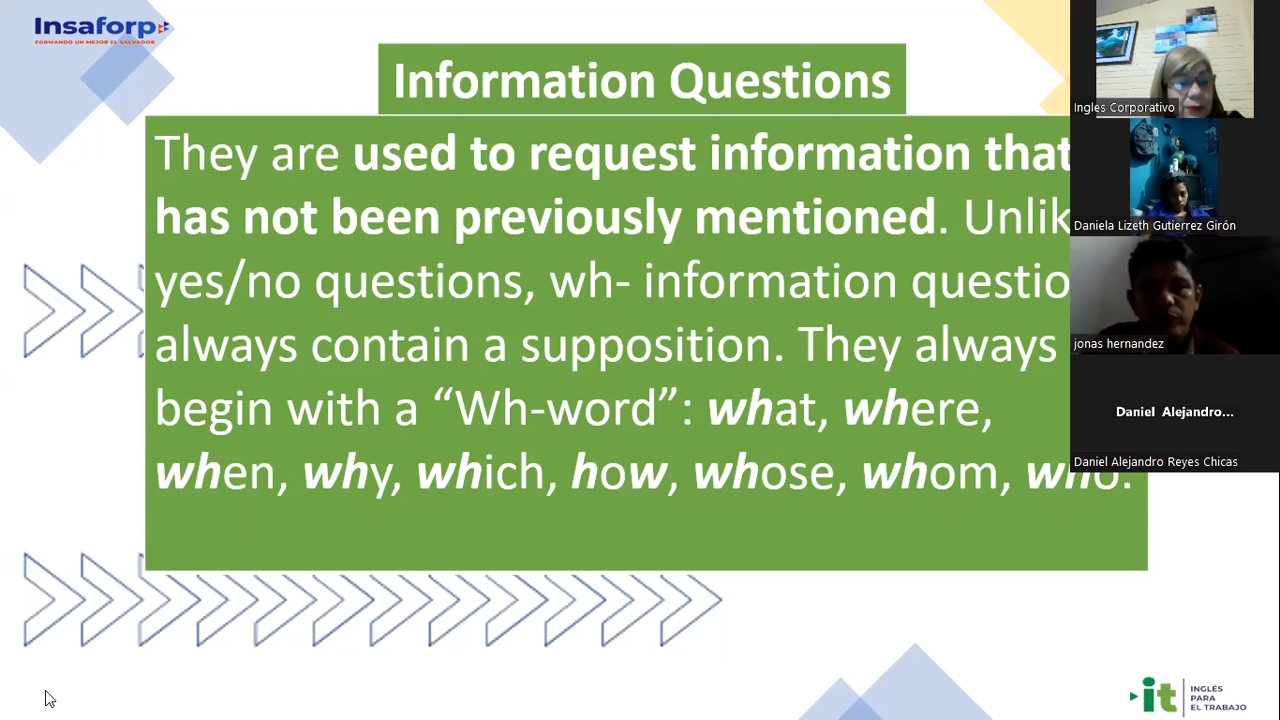 Insaforp
FORMANDO UN MEJOR EL SALVADOR
Information Questions
They are used to request information that
has not been previously mentioned. Unlik
yes/no questions, wh- information questio
always contain a supposition. They always
begin with a “Wh-word”: what, where,
when, why, which, how, whose, whom, who.
Ingles Corporativo
Daniela Lizeth Gutierrez Girón
jonas hernandez
Daniel Alejandro...
Daniel Alejandro Reyes Chicas
it
INGLÉS
PARA
EL TRABAJO